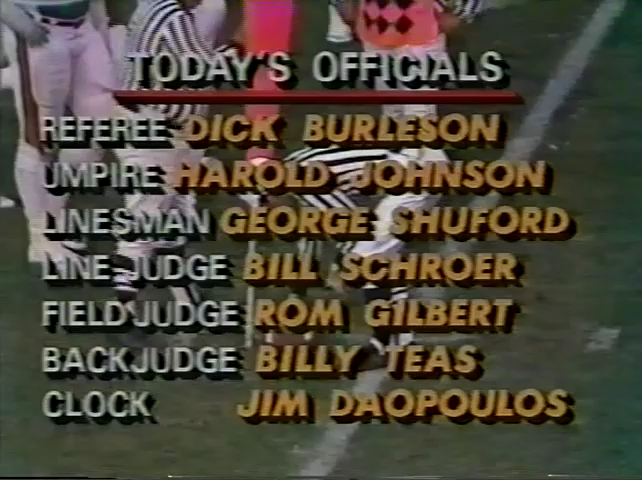 TODAY'S OFFICIALS
REFEREE DICK BURLESON
UMPIRE HAROLD JOHNSON
LINESMAN GEORGE SHUFORD
LINE JUDGE BILL SCHROER
FIELD JUDGE ROM GILBERT
BACKJUDGE BILLY TEAS
CLOCK JIM DAOPOULOS